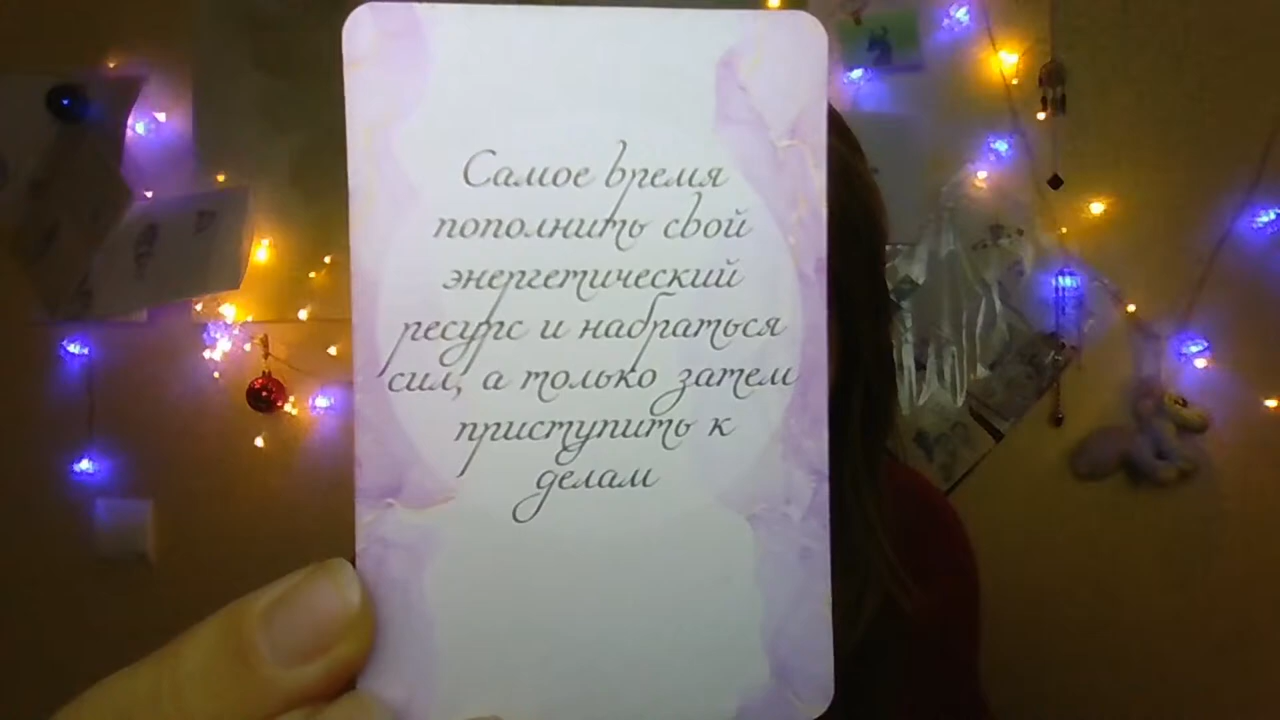 Самое время
пополнить свой
энергетический
ресурс и набраться
сил, а только затем
приступить к
делам